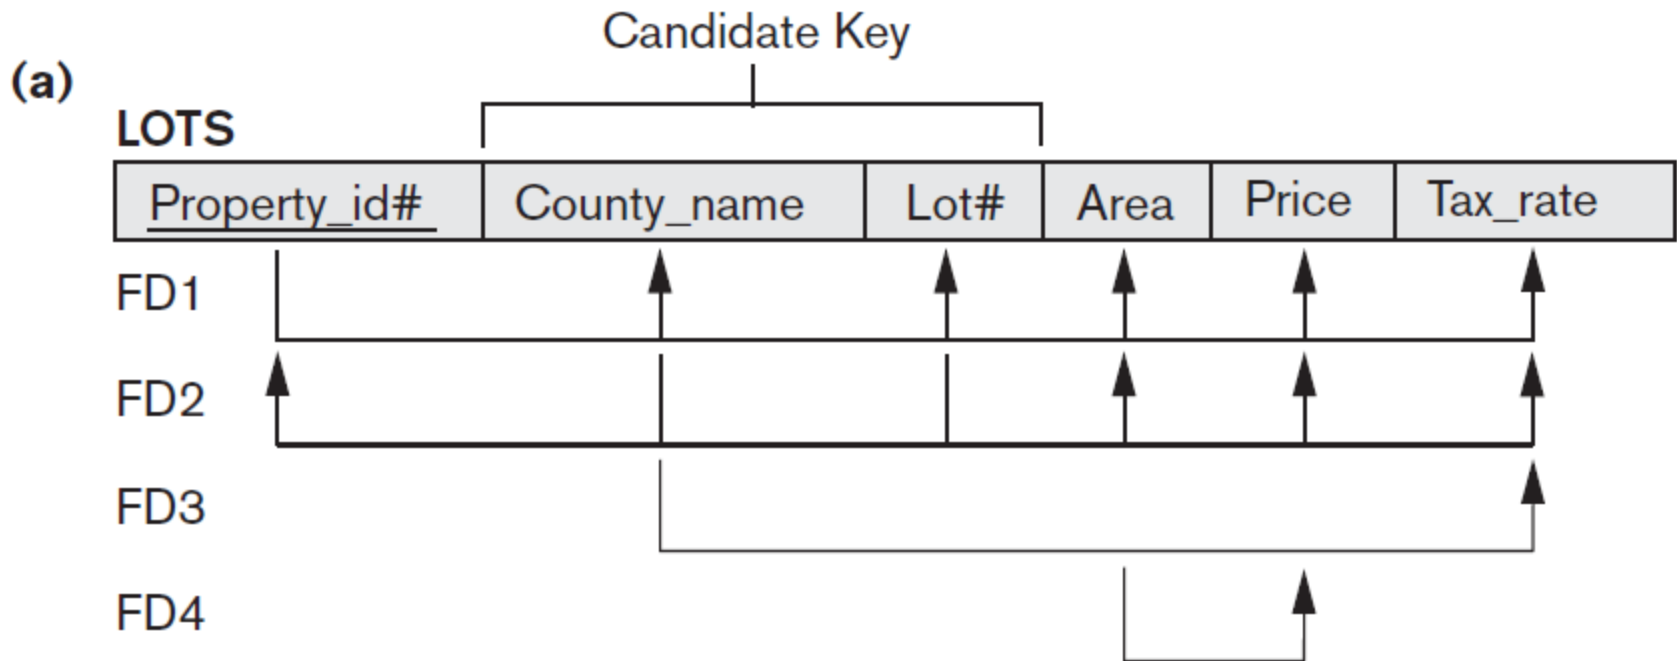 Candidate Key
(a)
LOTS
Property_id# County_name Lot# Area Price Tax_rate
FD1
FD2
FD3
FD4